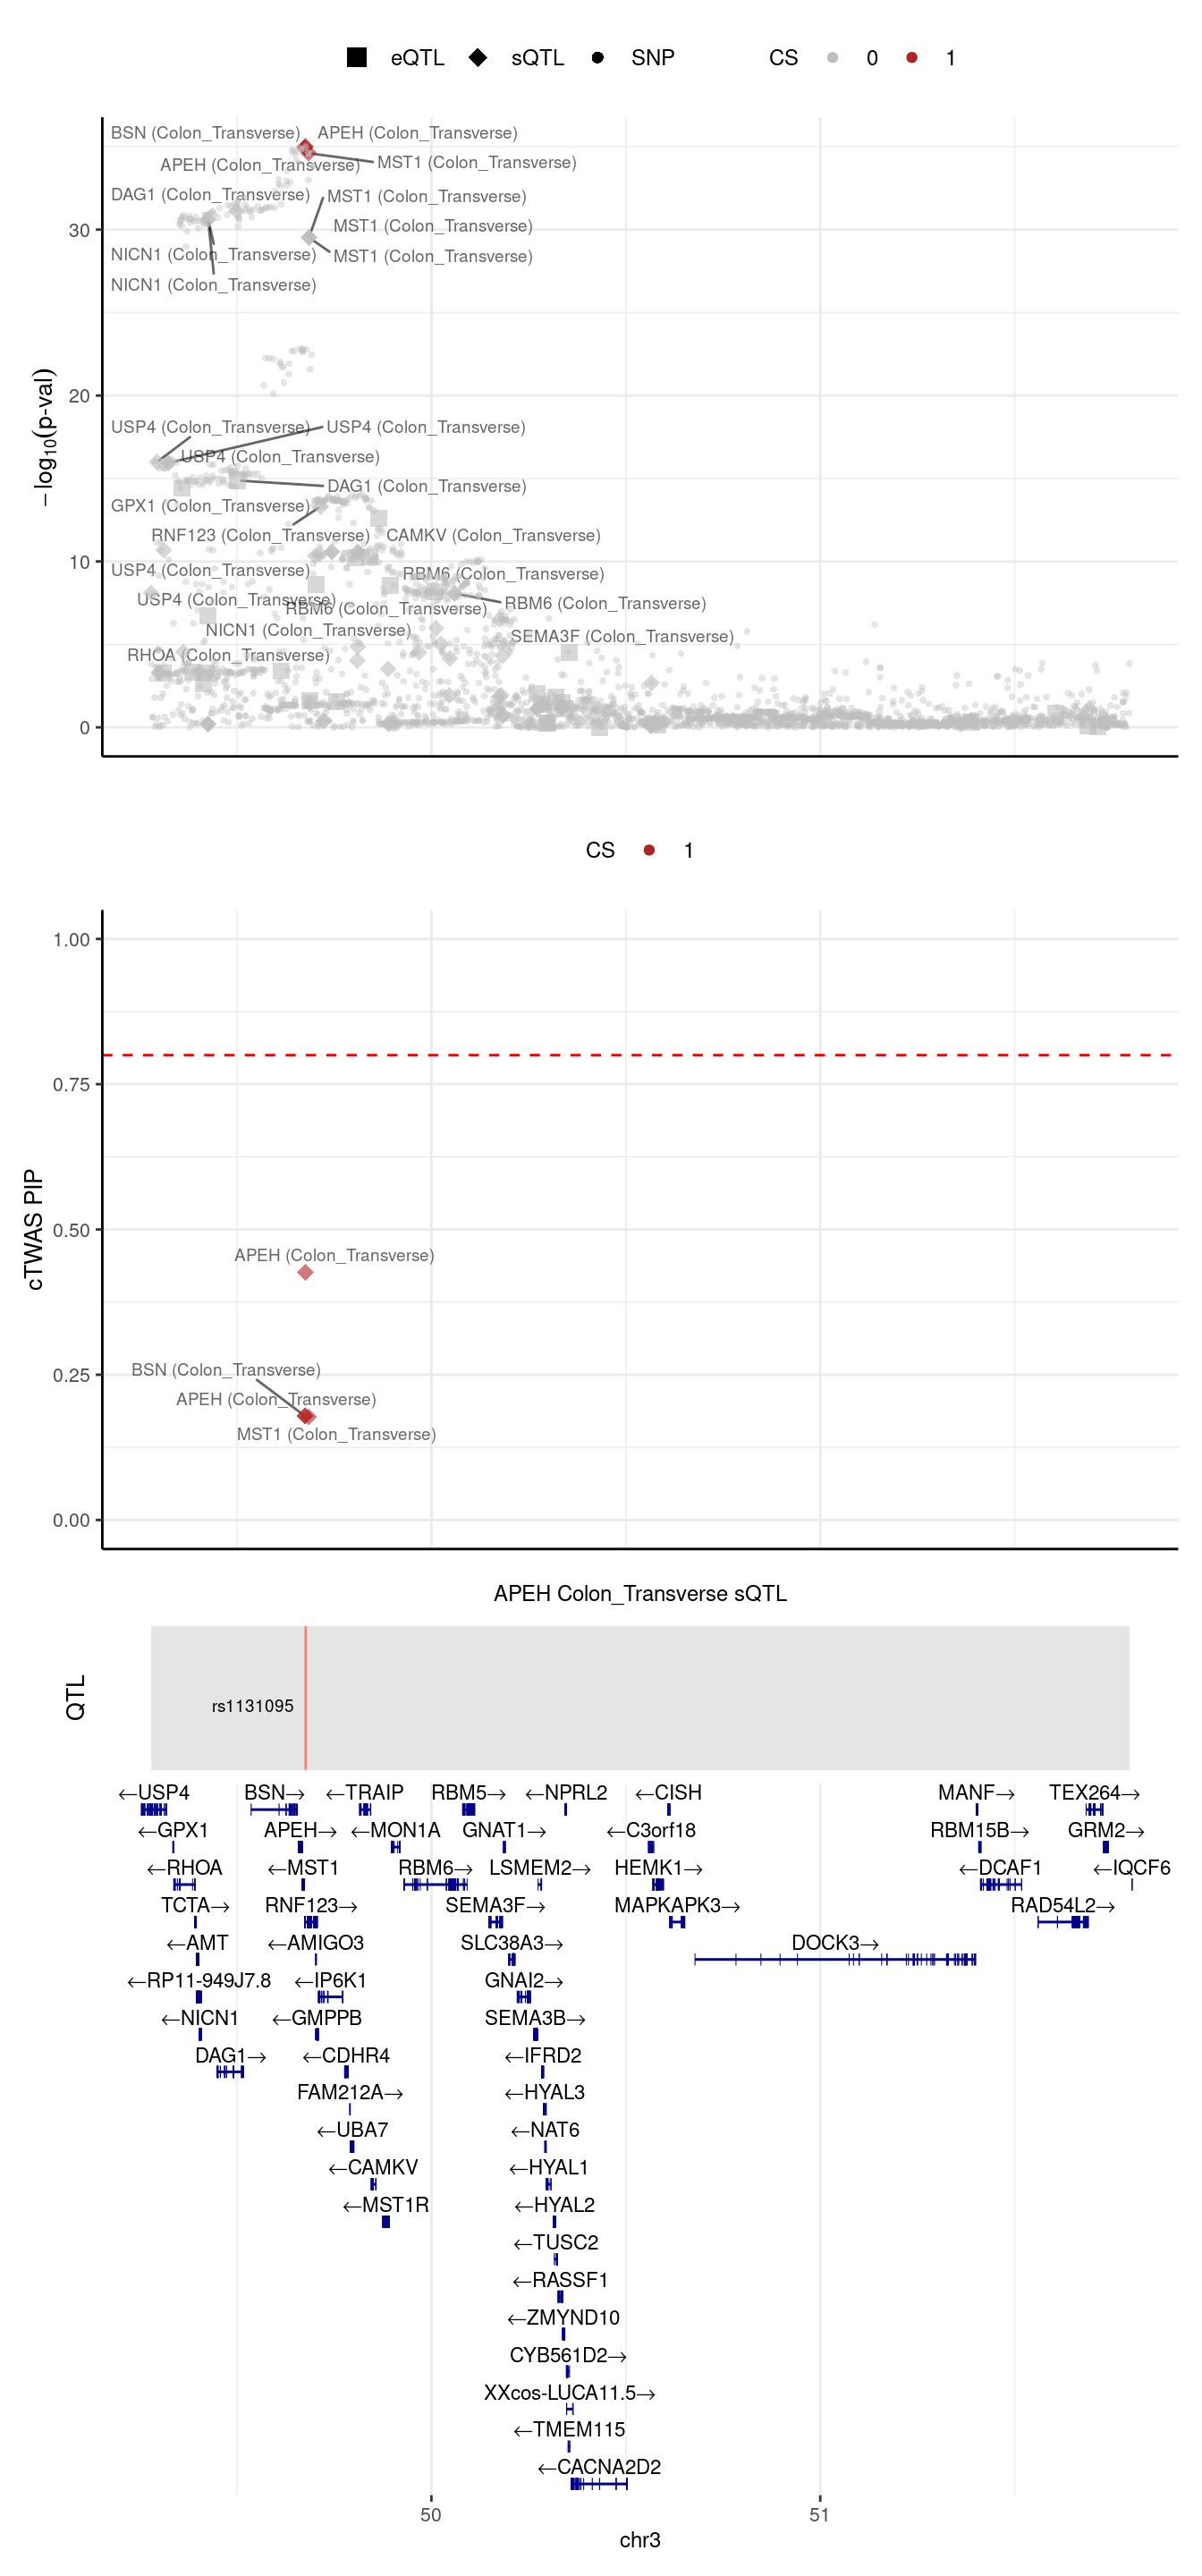 eQTL sQTL SNP CS 0 1
BSN (Colon_Transverse) APEH (Colon_Transverse)
APEH (Colon_Transverse) MST1 (Colon_Transverse)
DAG1 (Colon_Transverse) MST1 (Colon_Transverse)
MST1 (Colon_Transverse)
NICN1 (Colon_Transverse) MST1 (Colon_Transverse)
NICN1 (Colon_Transverse)
USP4 (Colon_Transverse) USP4 (Colon_Transverse)
USP4 (Colon_Transverse)
DAG1 (Colon_Transverse)
GPX1 (Colon_Transverse)
RNF123 (Colon_Transverse) CAMKV (Colon_Transverse)
USP4 (Colon_Transverse) RBM6 (Colon_Transverse)
USP4 (Colon_Transverse) RBM6 (Colon_Transverse) RBM6 (Colon_Transverse)
NICN1 (Colon_Transverse) SEMA3F (Colon_Transverse)
RHOA (Colon_Transverse)
30
20
10
0
−log10(p-val)
CS 1
1.00
0.75
0.50
0.25
0.00
cTWAS PIP
APEH (Colon_Transverse)
BSN (Colon_Transverse)
APEH (Colon_Transverse)
MST1 (Colon_Transverse)
APEH Colon_Transverse sQTL
QTL
rs1131095
←USP4 BSN→ ←TRAIP RBM5→ ←NPRL2 ←CISH MANF→ TEX264→
←GPX1 APEH→ ←MON1A GNAT1→ ←C3orf18 RBM15B→ GRM2→
←RHOA ←MST1 RBM6→ LSMEM2→ HEMK1→ ←DCAF1 ←IQCF6
TCTA→ RNF123→ SEMA3F→ MAPKAPK3→ RAD54L2→
←AMT ←AMIGO3 SLC38A3→ DOCK3→
←RP11-949J7.8 ←IP6K1 GNAI2→
←NICN1 ←GMPPB SEMA3B→
DAG1→ ←CDHR4 ←IFRD2
FAM212A→ ←HYAL3
←UBA7 ←NAT6
←CAMKV ←HYAL1
←MST1R ←HYAL2
←TUSC2
←RASSF1
←ZMYND10
CYB561D2→
XXcos-LUCA11.5→
←TMEM115
←CACNA2D2
50 51
chr3